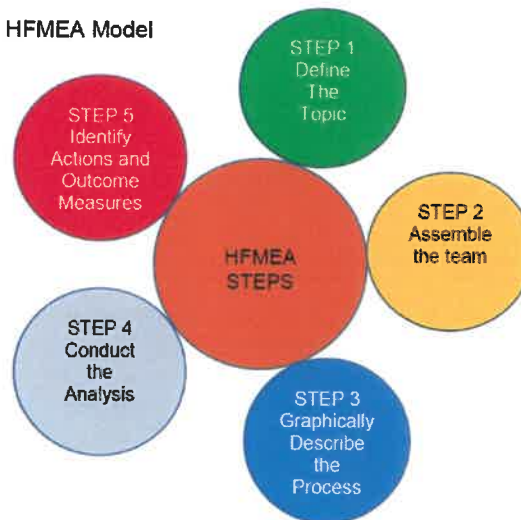 HFMEA Model
STEP 1
Define
The
Topic
STEP 2
Assemble
the team
STEP 3
Graphically
Describe
the
Process
STEP 4
Conduct
the
Analysis
STEP 5
Identify
Actions and
Outcome
Measures
HFMEA
STEPS